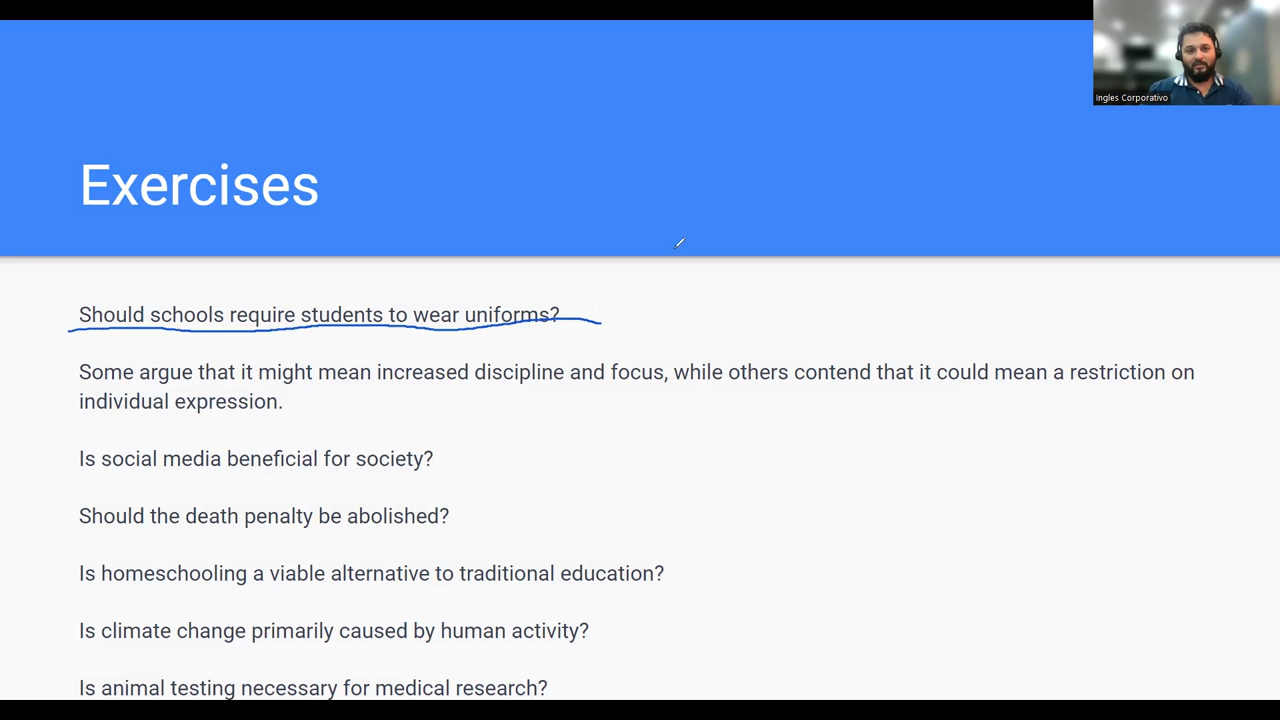 Ingles Corporativo
Exercises
Should schools require students to wear uniforms?
Some argue that it might mean increased discipline and focus, while others contend that it could mean a restriction on
individual expression.
Is social media beneficial for society?
Should the death penalty be abolished?
Is homeschooling a viable alternative to traditional education?
Is climate change primarily caused by human activity?
Is animal testing necessary for medical research?